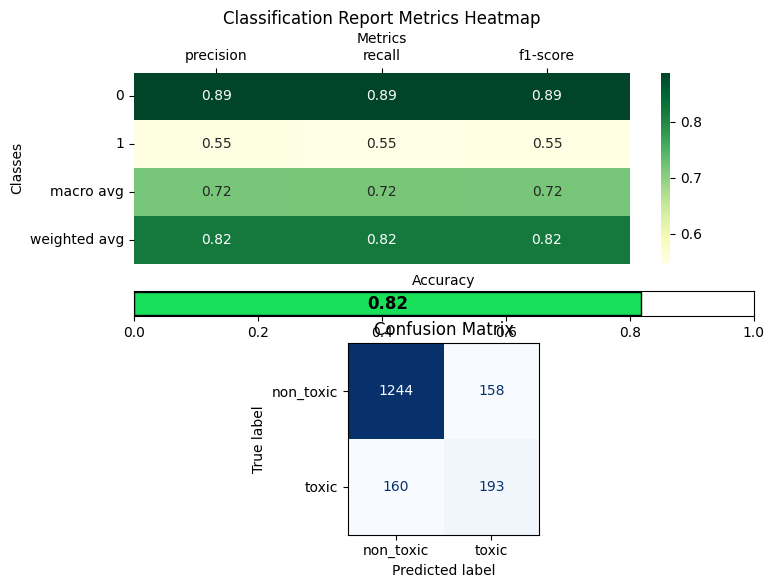 Classification Report Metrics Heatmap
Metrics
precision recall f1-score
0 0.89 0.89 0.89
1 0.55 0.55 0.55
macro avg 0.72 0.72 0.72
weighted avg 0.82 0.82 0.82
Classes
0.8
0.7
0.6
Accuracy
0.82
0.0 0.2 0.4 0.6 0.8 1.0
Confusion Matrix
non_toxic 1244 158
toxic 160 193
True label
non_toxic toxic
Predicted label